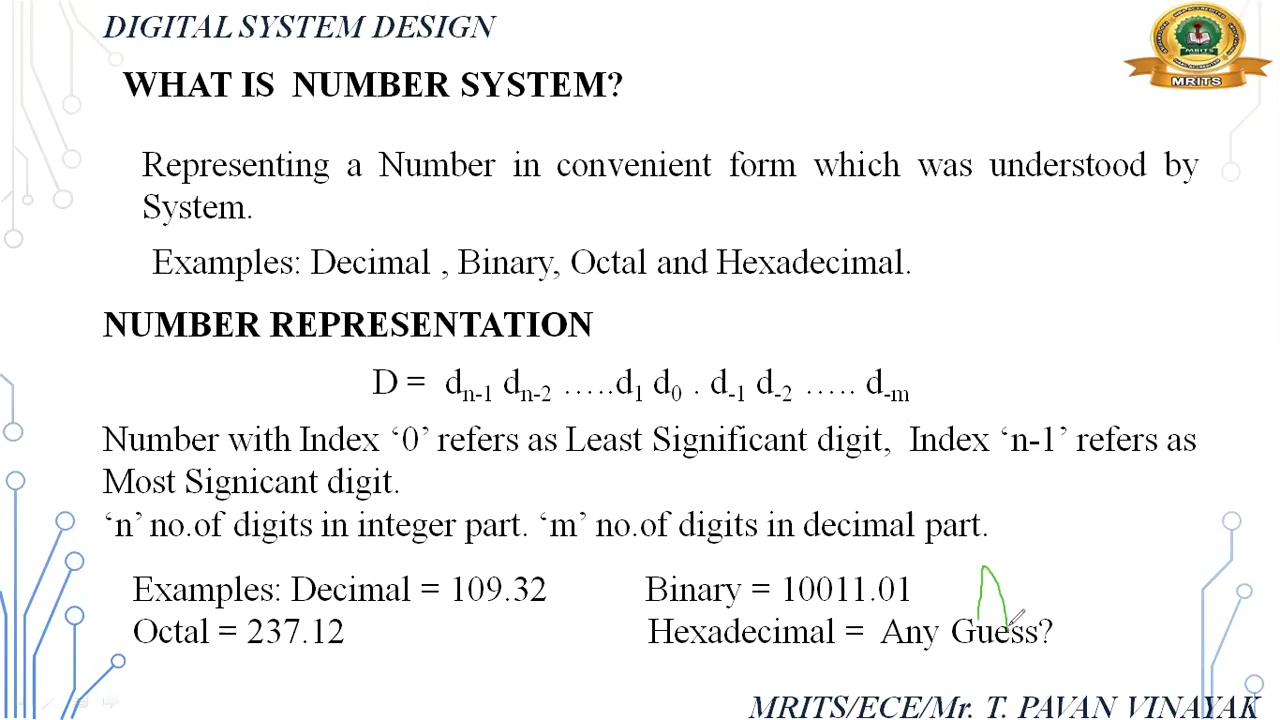 DIGITAL SYSTEM DESIGN
MRITS
WHAT IS NUMBER SYSTEM?
Representing a Number in convenient form which was understood by
System.
Examples: Decimal , Binary, Octal and Hexadecimal.
NUMBER REPRESENTATION
D = dn-1 dn-2 …..d1 d0 . d-1 d-2 ….. d-m
Number with Index ‘0’ refers as Least Significant digit, Index ‘n-1’ refers as
Most Signicant digit.
‘n’ no.of digits in integer part. ‘m’ no.of digits in decimal part.
Examples: Decimal = 109.32 Binary = 10011.01
Octal = 237.12 Hexadecimal = Any Guess?
MRITS/ECE/Mr. T. PAVAN VINAYAK